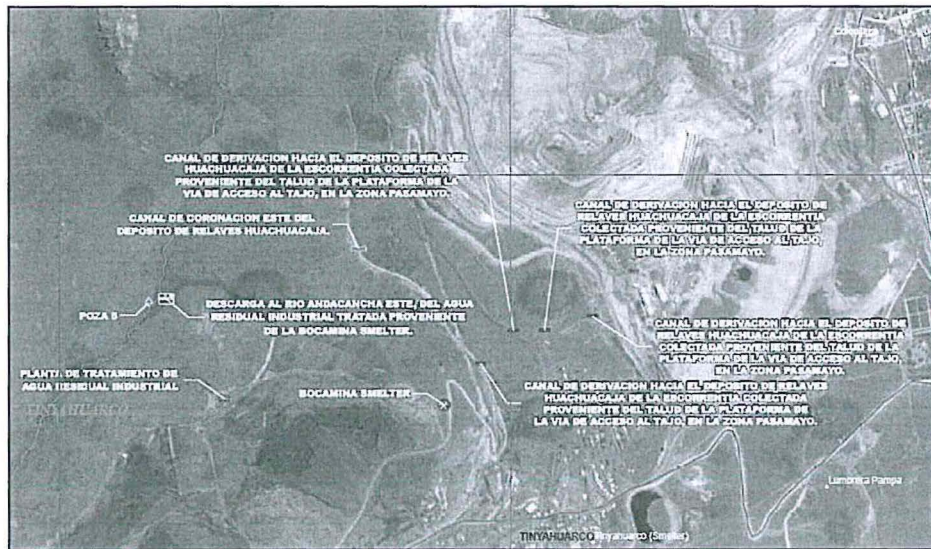 CANAL DE DERIVACION HACIA EL DEPOSITO DE RELAVES
HUACHUACAJA DE LA ESCORRENTIA COLECTADA
PROVENIENTE DEL TALUD DE LA PLATAFORMA DE LA
VIA DE ACCESO AL TAJO, EN LA ZONA PASAMAYO.
CANAL DE CORONACION ESTE DEL
DEPOSITO DE RELAVES HUACHUACAJA.
CANAL DE DERIVACION HACIA EL DEPOSITO DE
RELAVES HUACHUACAJA DE LA ESCORRENTIA
COLECTADA PROVENIENTE DEL TALUD DE LA
PLATAFORMA DE LA VIA DE ACCESO AL TAJO,
EN LA ZONA PASAMAYO.
POZA 5
DESCARGA AL RIO ANDACANCHA ESTE, DEL AGUA
RESIDUAL INDUSTRIAL TRATADA PROVENIENTE
DE LA BOCAMINA SMELTER.
CANAL DE DERIVACION HACIA EL DEPOSITO DE
RELAVES HUACHUACAJA DE LA ESCORRENTIA
COLECTADA PROVENIENTE DEL TALUD DE LA
PLATAFORMA DE LA VIA DE ACCESO AL TAJO,
EN LA ZONA PASAMAYO.
PLANTA DE TRATAMIENTO DE
AGUA RESIDUAL INDUSTRIAL
TINYAHUARCO
BOCAMINA SMELTER
CANAL DE DERIVACION HACIA EL DEPOSITO DE RELAVES
HUACHUACAJA DE LA ESCORRENTIA COLECTADA
PROVENIENTE DEL TALUD DE LA PLATAFORMA DE
LA VIA DE ACCESO AL TAJO, EN LA ZONA PASAMAYO.
Pampa
TINYAHUARCO
Tinyahuarco (Smelter)